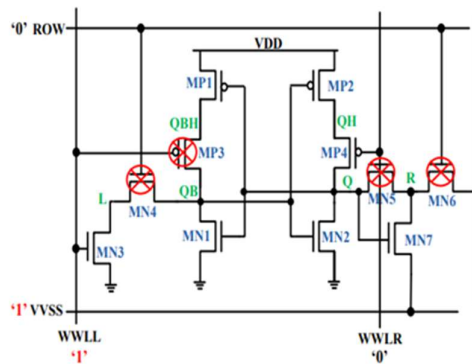 '0' ROW
VDD
MP1
MP2
QBH
QH
MP3
MP4
QB
Q
R
L
MN4
MN5
MN6
MN3
MN1
MN2
MN7
'1' VVSS
WWLL
WWLR
'1'
'0'